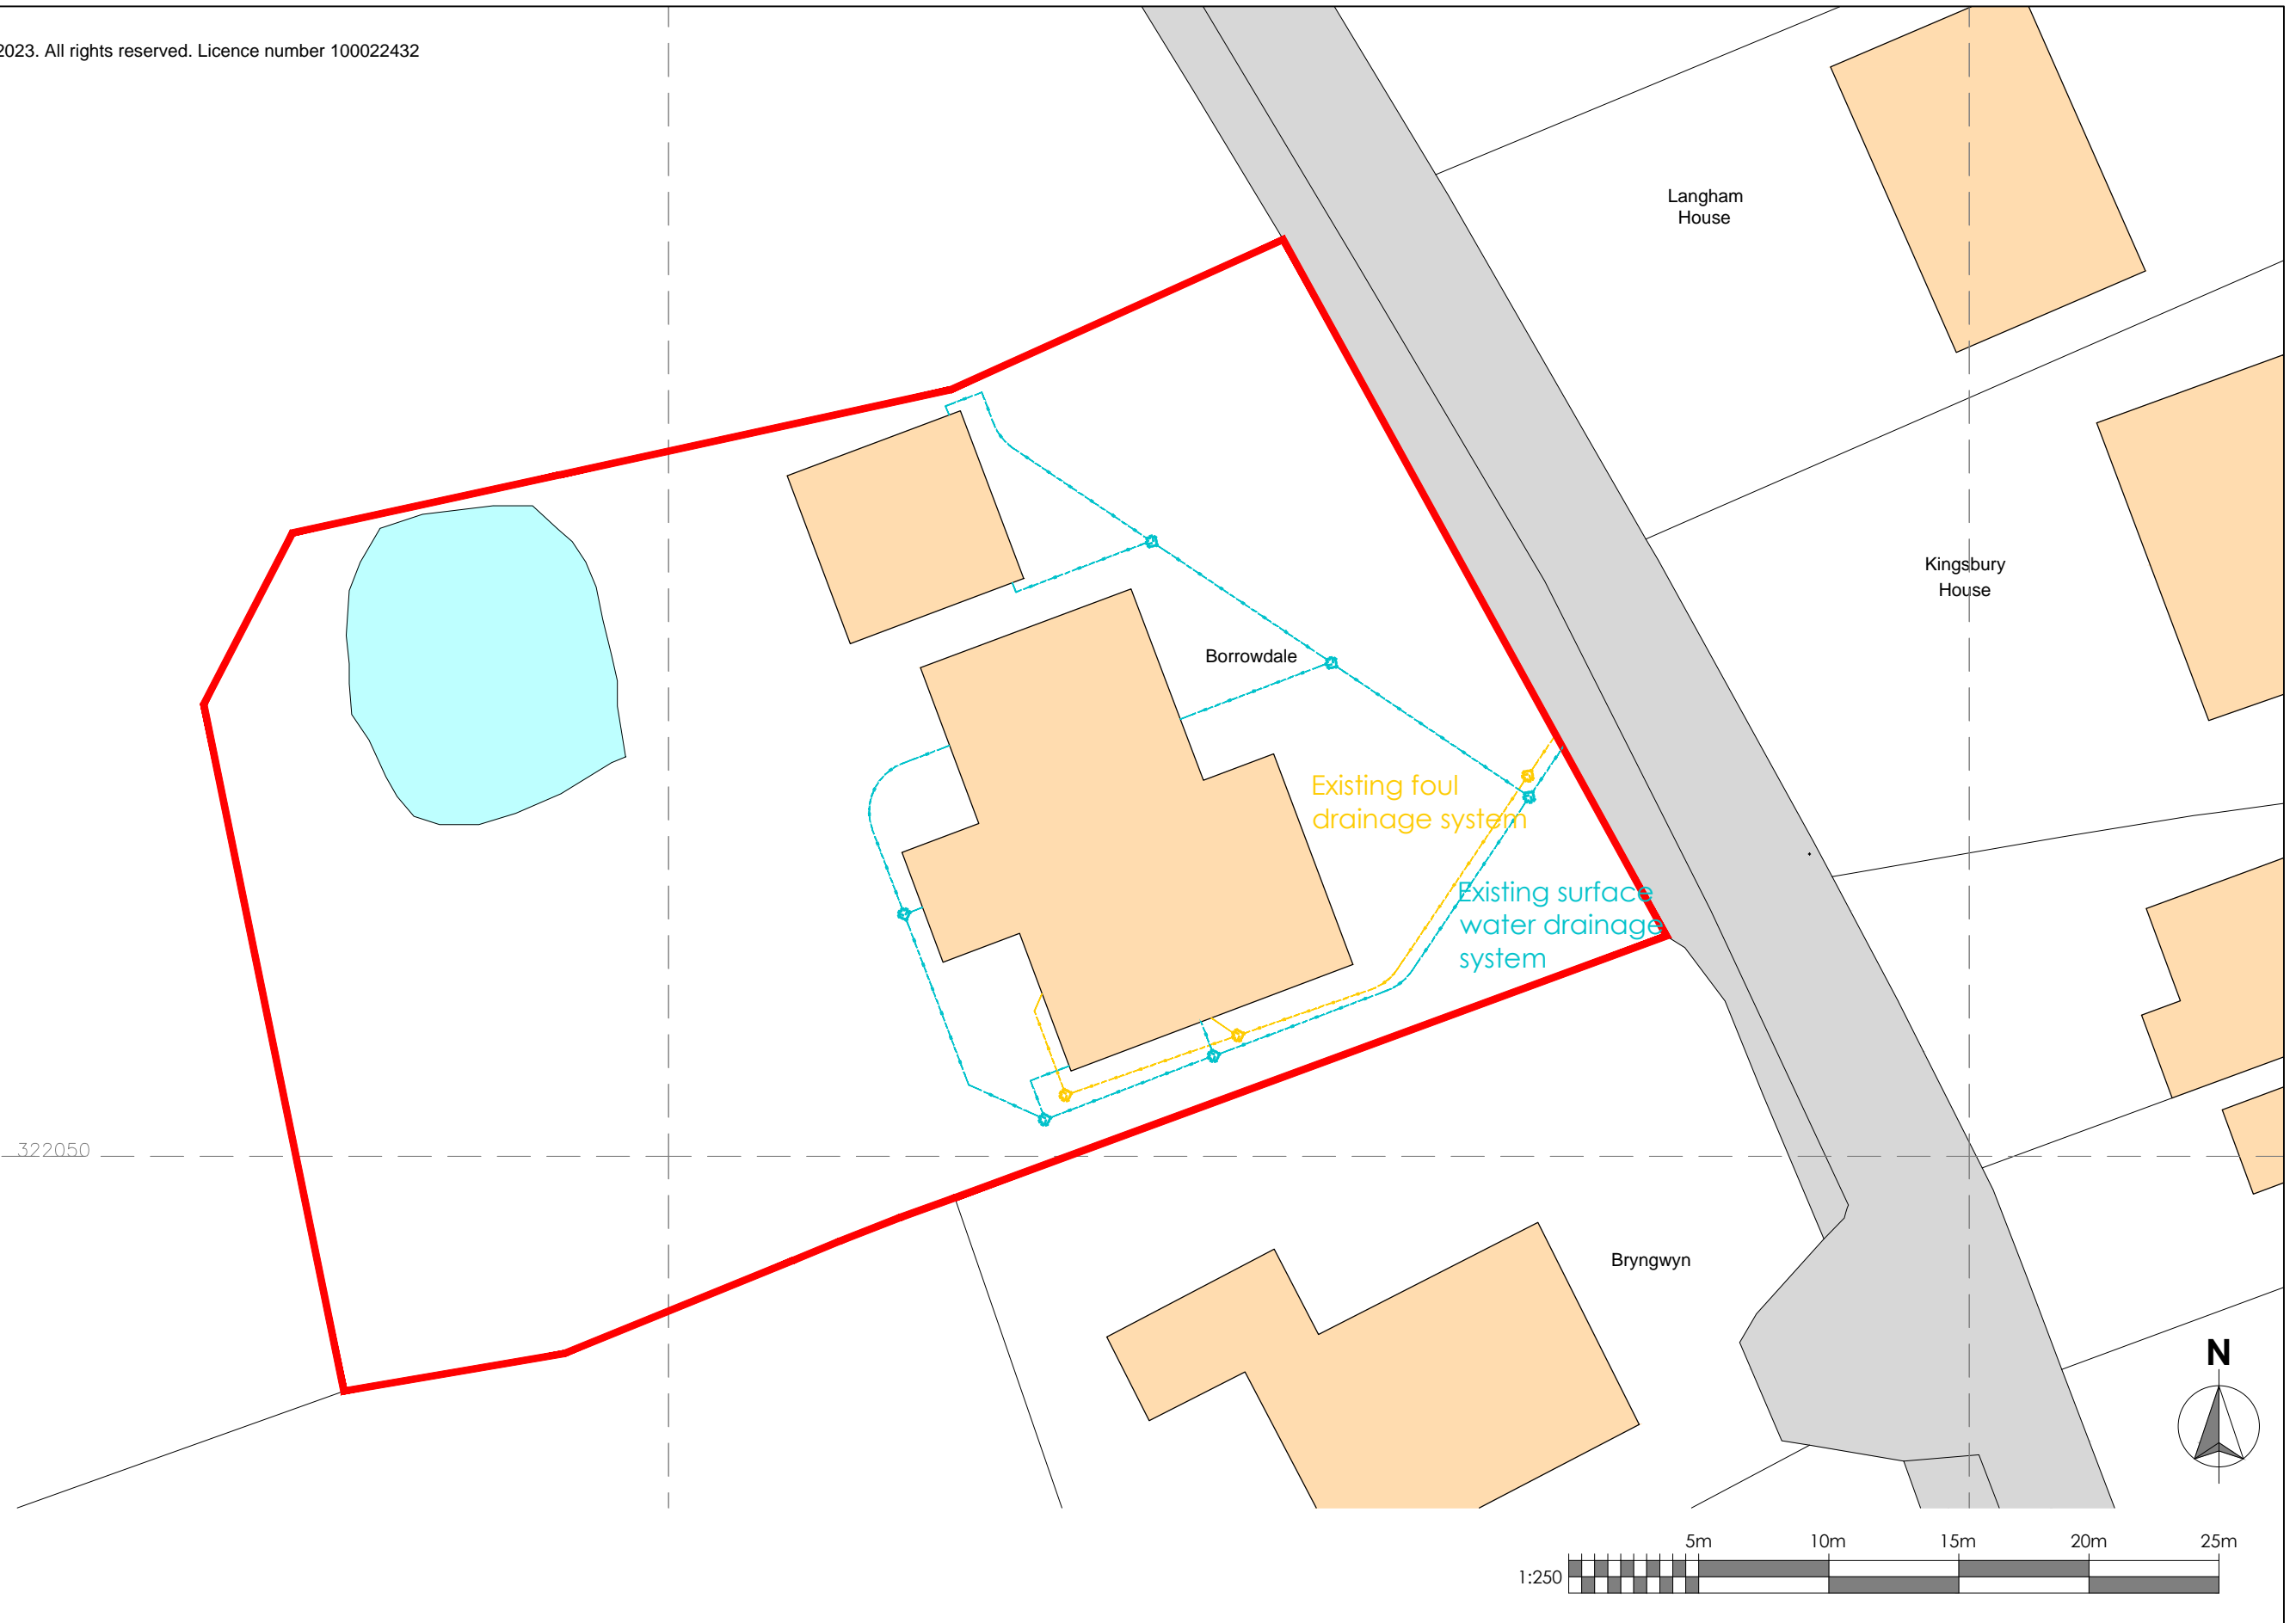 2023. All rights reserved. Licence number 100022432
Langham
House
Kingsbury
House
Borrowdale
Existing foul
drainage system
Existing surface
water drainage
system
322050
Bryngwyn
N
5m 10m 15m 20m 25m
1:250